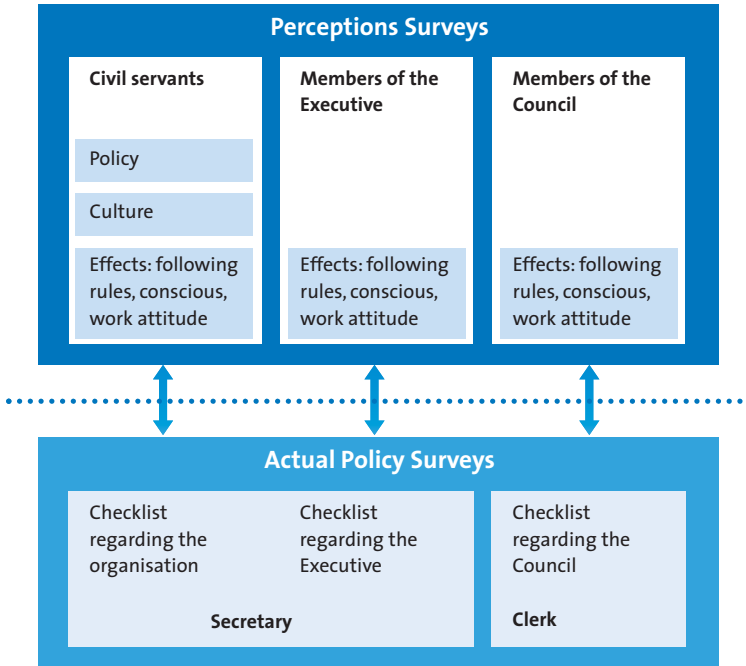 Perceptions Surveys
Civil servants
Policy
Culture
Effects: following
rules, conscious,
work attitude
Members of the
Executive
Effects: following
rules, conscious,
work attitude
Members of the
Council
Effects: following
rules, conscious,
work attitude
Actual Policy Surveys
Checklist
regarding the
organisation
Checklist
regarding the
Executive
Secretary
Checklist
regarding the
Council
Clerk